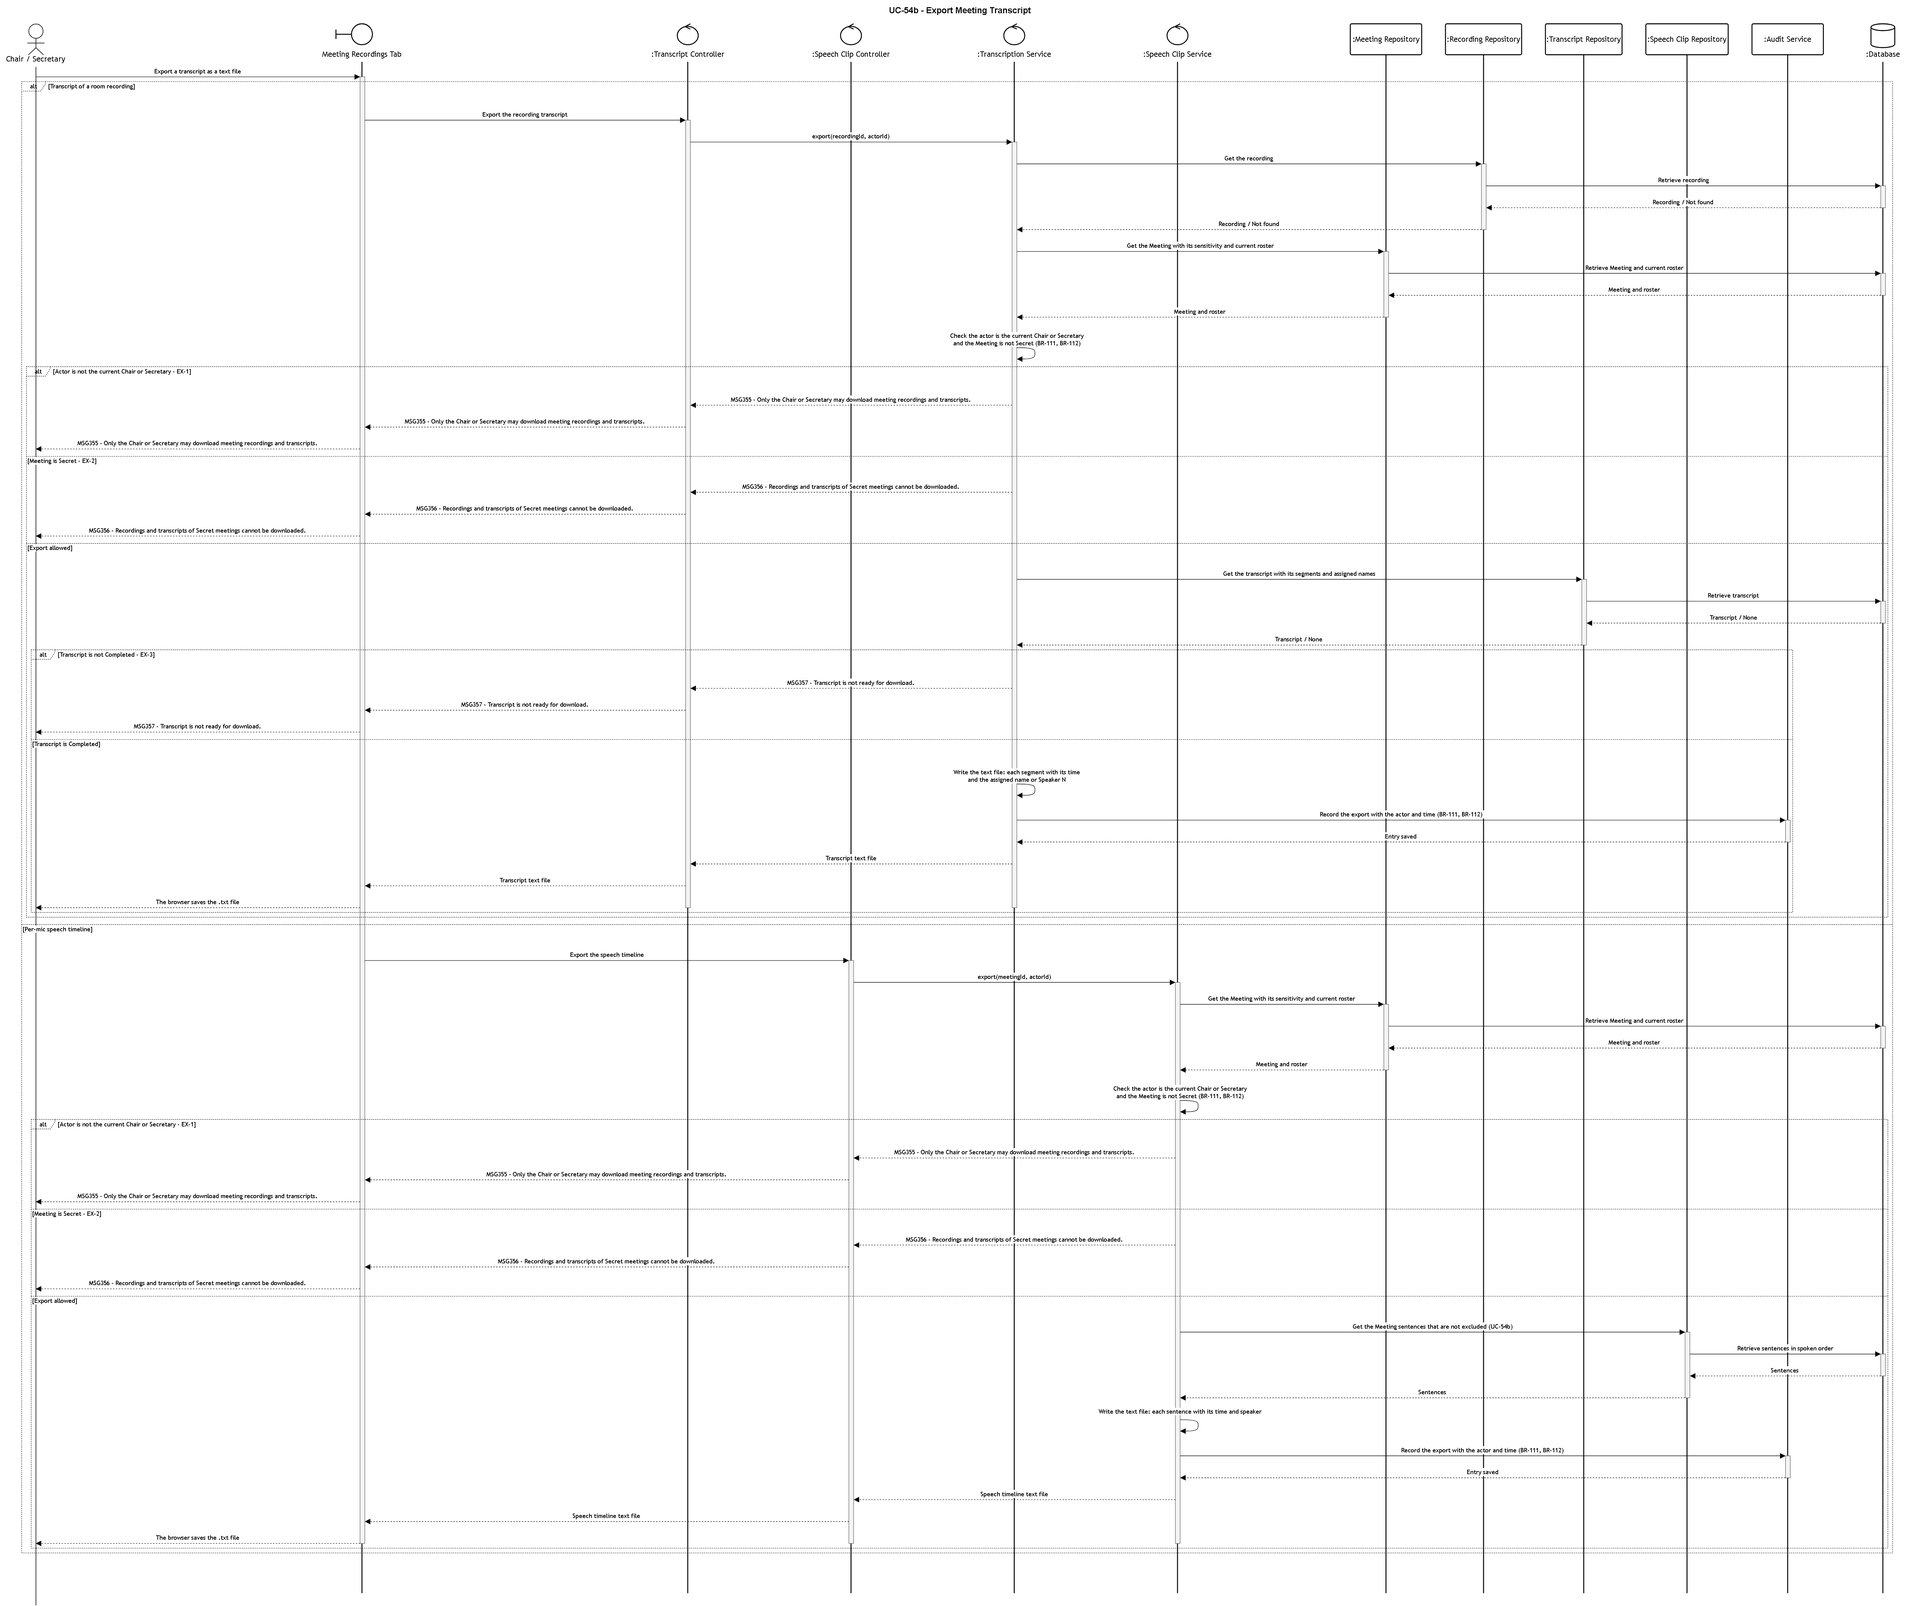 UC-54b - Export Meeting Transcript
Chair / Secretary
Meeting Recordings Tab
:Transcript Controller
:Speech Clip Controller
:Transcription Service
:Speech Clip Service
:Meeting Repository
:Recording Repository
:Transcript Repository
:Speech Clip Repository
:Audit Service
:Database
Export a transcript as a text file
alt
[Transcript of a room recording]
Export the recording transcript
export(recordingId, actorId)
Get the recording
Retrieve recording
Recording / Not found
Recording / Not found
Get the Meeting with its sensitivity and current roster
Retrieve Meeting and current roster
Meeting and roster
Meeting and roster
Check the actor is the current Chair or Secretary
and the Meeting is not Secret (BR-111, BR-112)
alt
[Actor is not the current Chair or Secretary - EX-1]
MSG355 - Only the Chair or Secretary may download meeting recordings and transcripts.
MSG355 - Only the Chair or Secretary may download meeting recordings and transcripts.
MSG355 - Only the Chair or Secretary may download meeting recordings and transcripts.
[Meeting is Secret - EX-2]
MSG356 - Recordings and transcripts of Secret meetings cannot be downloaded.
MSG356 - Recordings and transcripts of Secret meetings cannot be downloaded.
MSG356 - Recordings and transcripts of Secret meetings cannot be downloaded.
[Export allowed]
Get the transcript with its segments and assigned names
Retrieve transcript
Transcript / None
Transcript / None
alt
[Transcript is not Completed - EX-3]
MSG357 - Transcript is not ready for download.
MSG357 - Transcript is not ready for download.
MSG357 - Transcript is not ready for download.
[Transcript is Completed]
Write the text file: each segment with its time
and the assigned name or Speaker N
Record the export with the actor and time (BR-111, BR-112)
Entry saved
Transcript text file
Transcript text file
The browser saves the .txt file
[Per-mic speech timeline]
Export the speech timeline
export(meetingId, actorId)
Get the Meeting with its sensitivity and current roster
Retrieve Meeting and current roster
Meeting and roster
Meeting and roster
Check the actor is the current Chair or Secretary
and the Meeting is not Secret (BR-111, BR-112)
alt
[Actor is not the current Chair or Secretary - EX-1]
MSG355 - Only the Chair or Secretary may download meeting recordings and transcripts.
MSG355 - Only the Chair or Secretary may download meeting recordings and transcripts.
MSG355 - Only the Chair or Secretary may download meeting recordings and transcripts.
[Meeting is Secret - EX-2]
MSG356 - Recordings and transcripts of Secret meetings cannot be downloaded.
MSG356 - Recordings and transcripts of Secret meetings cannot be downloaded.
MSG356 - Recordings and transcripts of Secret meetings cannot be downloaded.
[Export allowed]
Get the Meeting sentences that are not excluded (UC-54b)
Retrieve sentences in spoken order
Sentences
Sentences
Write the text file: each sentence with its time and speaker
Record the export with the actor and time (BR-111, BR-112)
Entry saved
Speech timeline text file
Speech timeline text file
The browser saves the .txt file